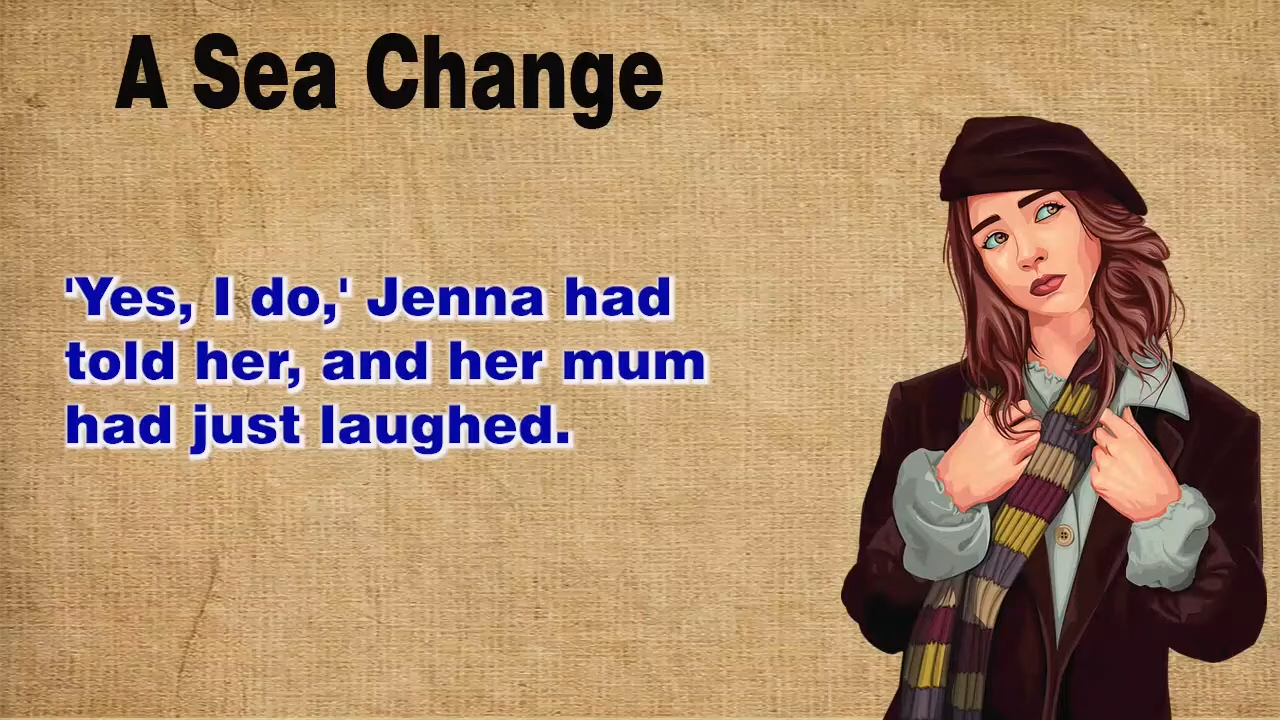 A Sea Change
'Yes, I do,' Jenna had
told her, and her mum
had just laughed.